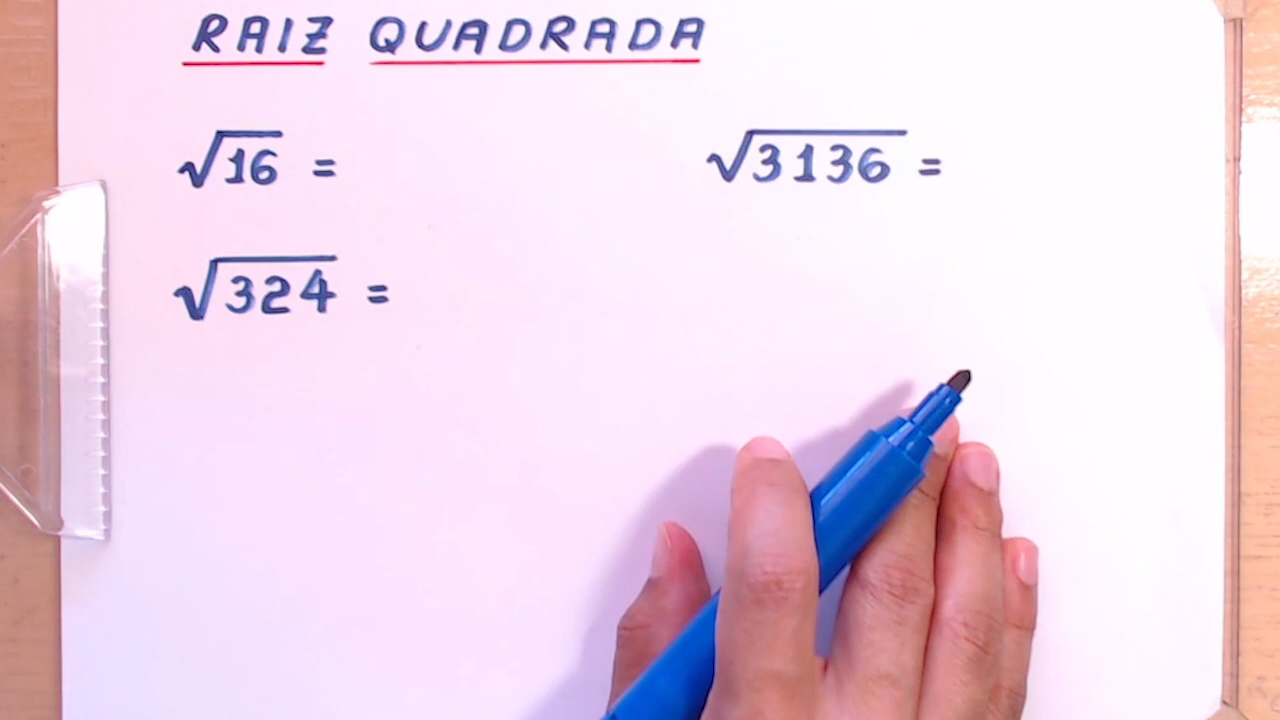 RAIZ QUADRADA
√16 =
√3136 =
√324 =